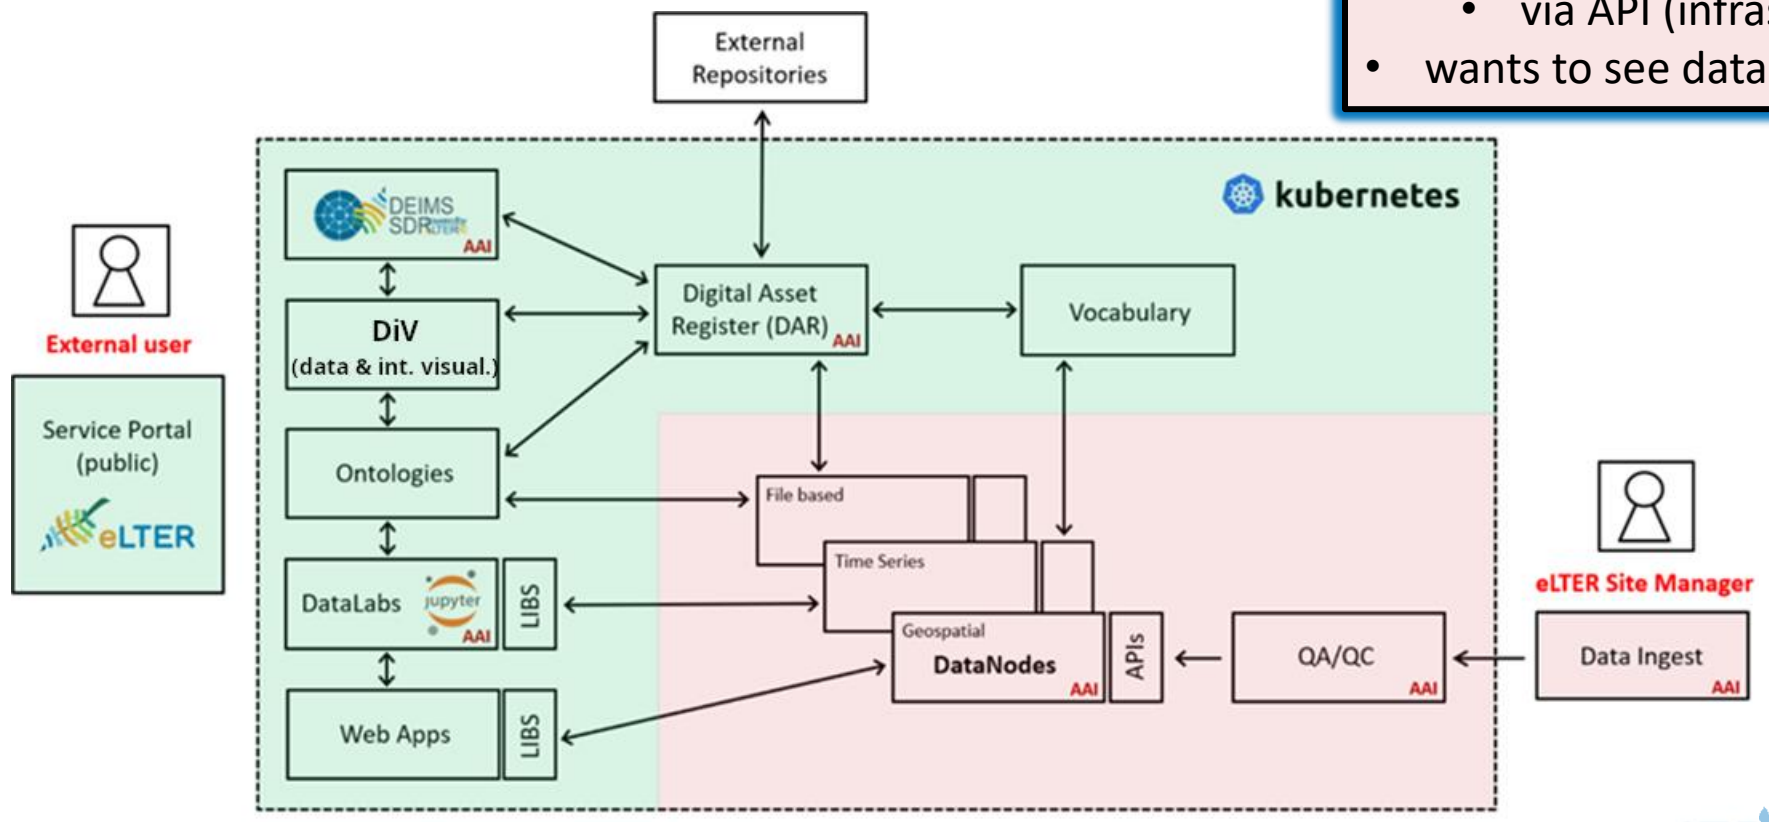 • via API (infras
• wants to see data
External
Repositories
kubernetes
DEIMS
SDR
AAI
External user
Digital Asset
Register (DAR)
AAI
Vocabulary
DiV
(data & int. visual.)
Service Portal
(public)
eLTER
Ontologies
File based
Time Series
Geospatial
DataNodes
AAI
APIs
QA/QC
AAI
eLTER Site Manager
Data Ingest
AAI
DataLabs
jupyter
AAI
LIBS
Web Apps
LIBS